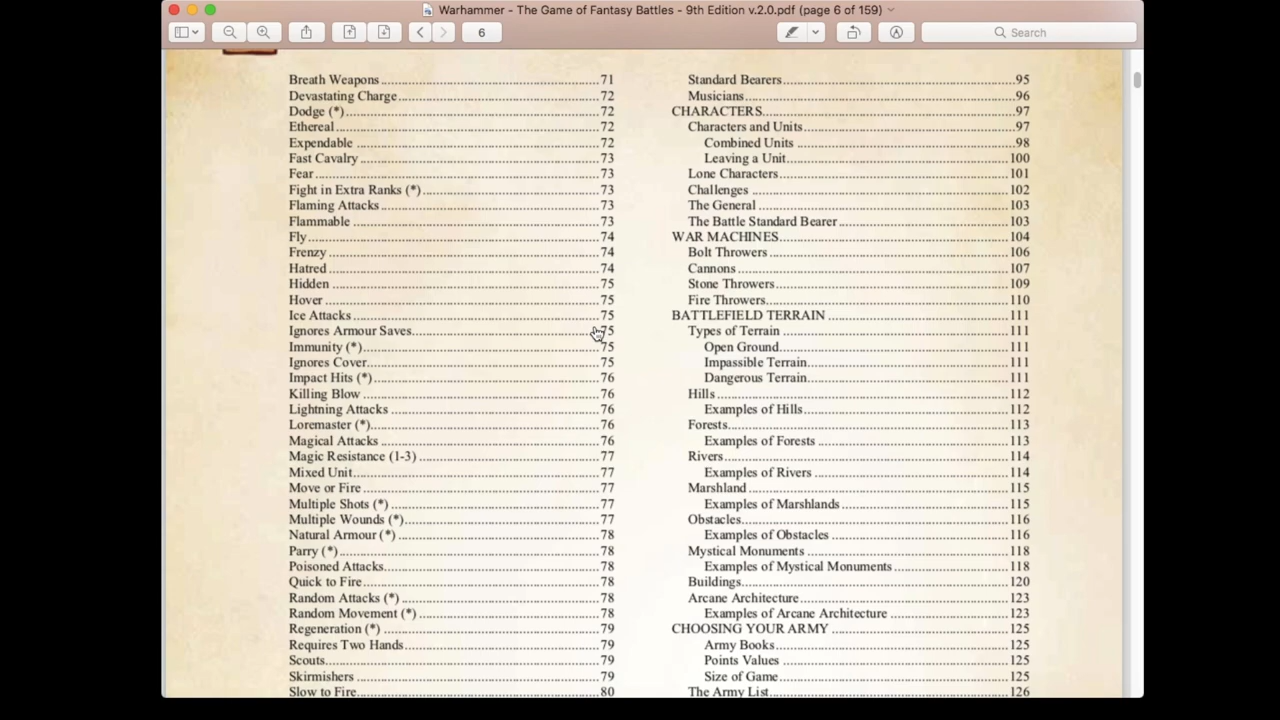 Warhammer - The Game of Fantasy Battles - 9th Edition v.2.0.pdf (page 6 of 159)
6
Search
Breath Weapons 71
Devastating Charge 72
Dodge (*) 72
Ethereal 72
Expendable 72
Fast Cavalry 73
Fear 73
Fight in Extra Ranks (*) 73
Flaming Attacks 73
Flammable 73
Fly 74
Frenzy 74
Hatred 74
Hidden 75
Hover 75
Ice Attacks 75
Ignores Armour Saves 75
Immunity (*) 75
Ignores Cover 75
Impact Hits (*) 76
Killing Blow 76
Lightning Attacks 76
Loremaster (*) 76
Magical Attacks 76
Magic Resistance (1-3) 77
Mixed Unit 77
Move or Fire 77
Multiple Shots (*) 77
Multiple Wounds (*) 77
Natural Armour (*) 78
Parry (*) 78
Poisoned Attacks 78
Quick to Fire 78
Random Attacks (*) 78
Random Movement (*) 78
Regeneration (*) 79
Requires Two Hands 79
Scouts 79
Skirmishers 79
Slow to Fire 80
Standard Bearers 95
Musicians 96
CHARACTERS 97
Characters and Units 97
Combined Units 98
Leaving a Unit 100
Lone Characters 101
Challenges 102
The General 103
The Battle Standard Bearer 103
WAR MACHINES 104
Bolt Throwers 106
Cannons 107
Stone Throwers 109
Fire Throwers 110
BATTLEFIELD TERRAIN 111
Types of Terrain 111
Open Ground 111
Impassible Terrain 111
Dangerous Terrain 111
Hills 112
Examples of Hills 112
Forests 113
Examples of Forests 113
Rivers 114
Examples of Rivers 114
Marshland 115
Examples of Marshlands 115
Obstacles 116
Examples of Obstacles 116
Mystical Monuments 118
Examples of Mystical Monuments 118
Buildings 120
Arcane Architecture 123
Examples of Arcane Architecture 123
CHOOSING YOUR ARMY 125
Army Books 125
Points Values 125
Size of Game 125
The Army List 126